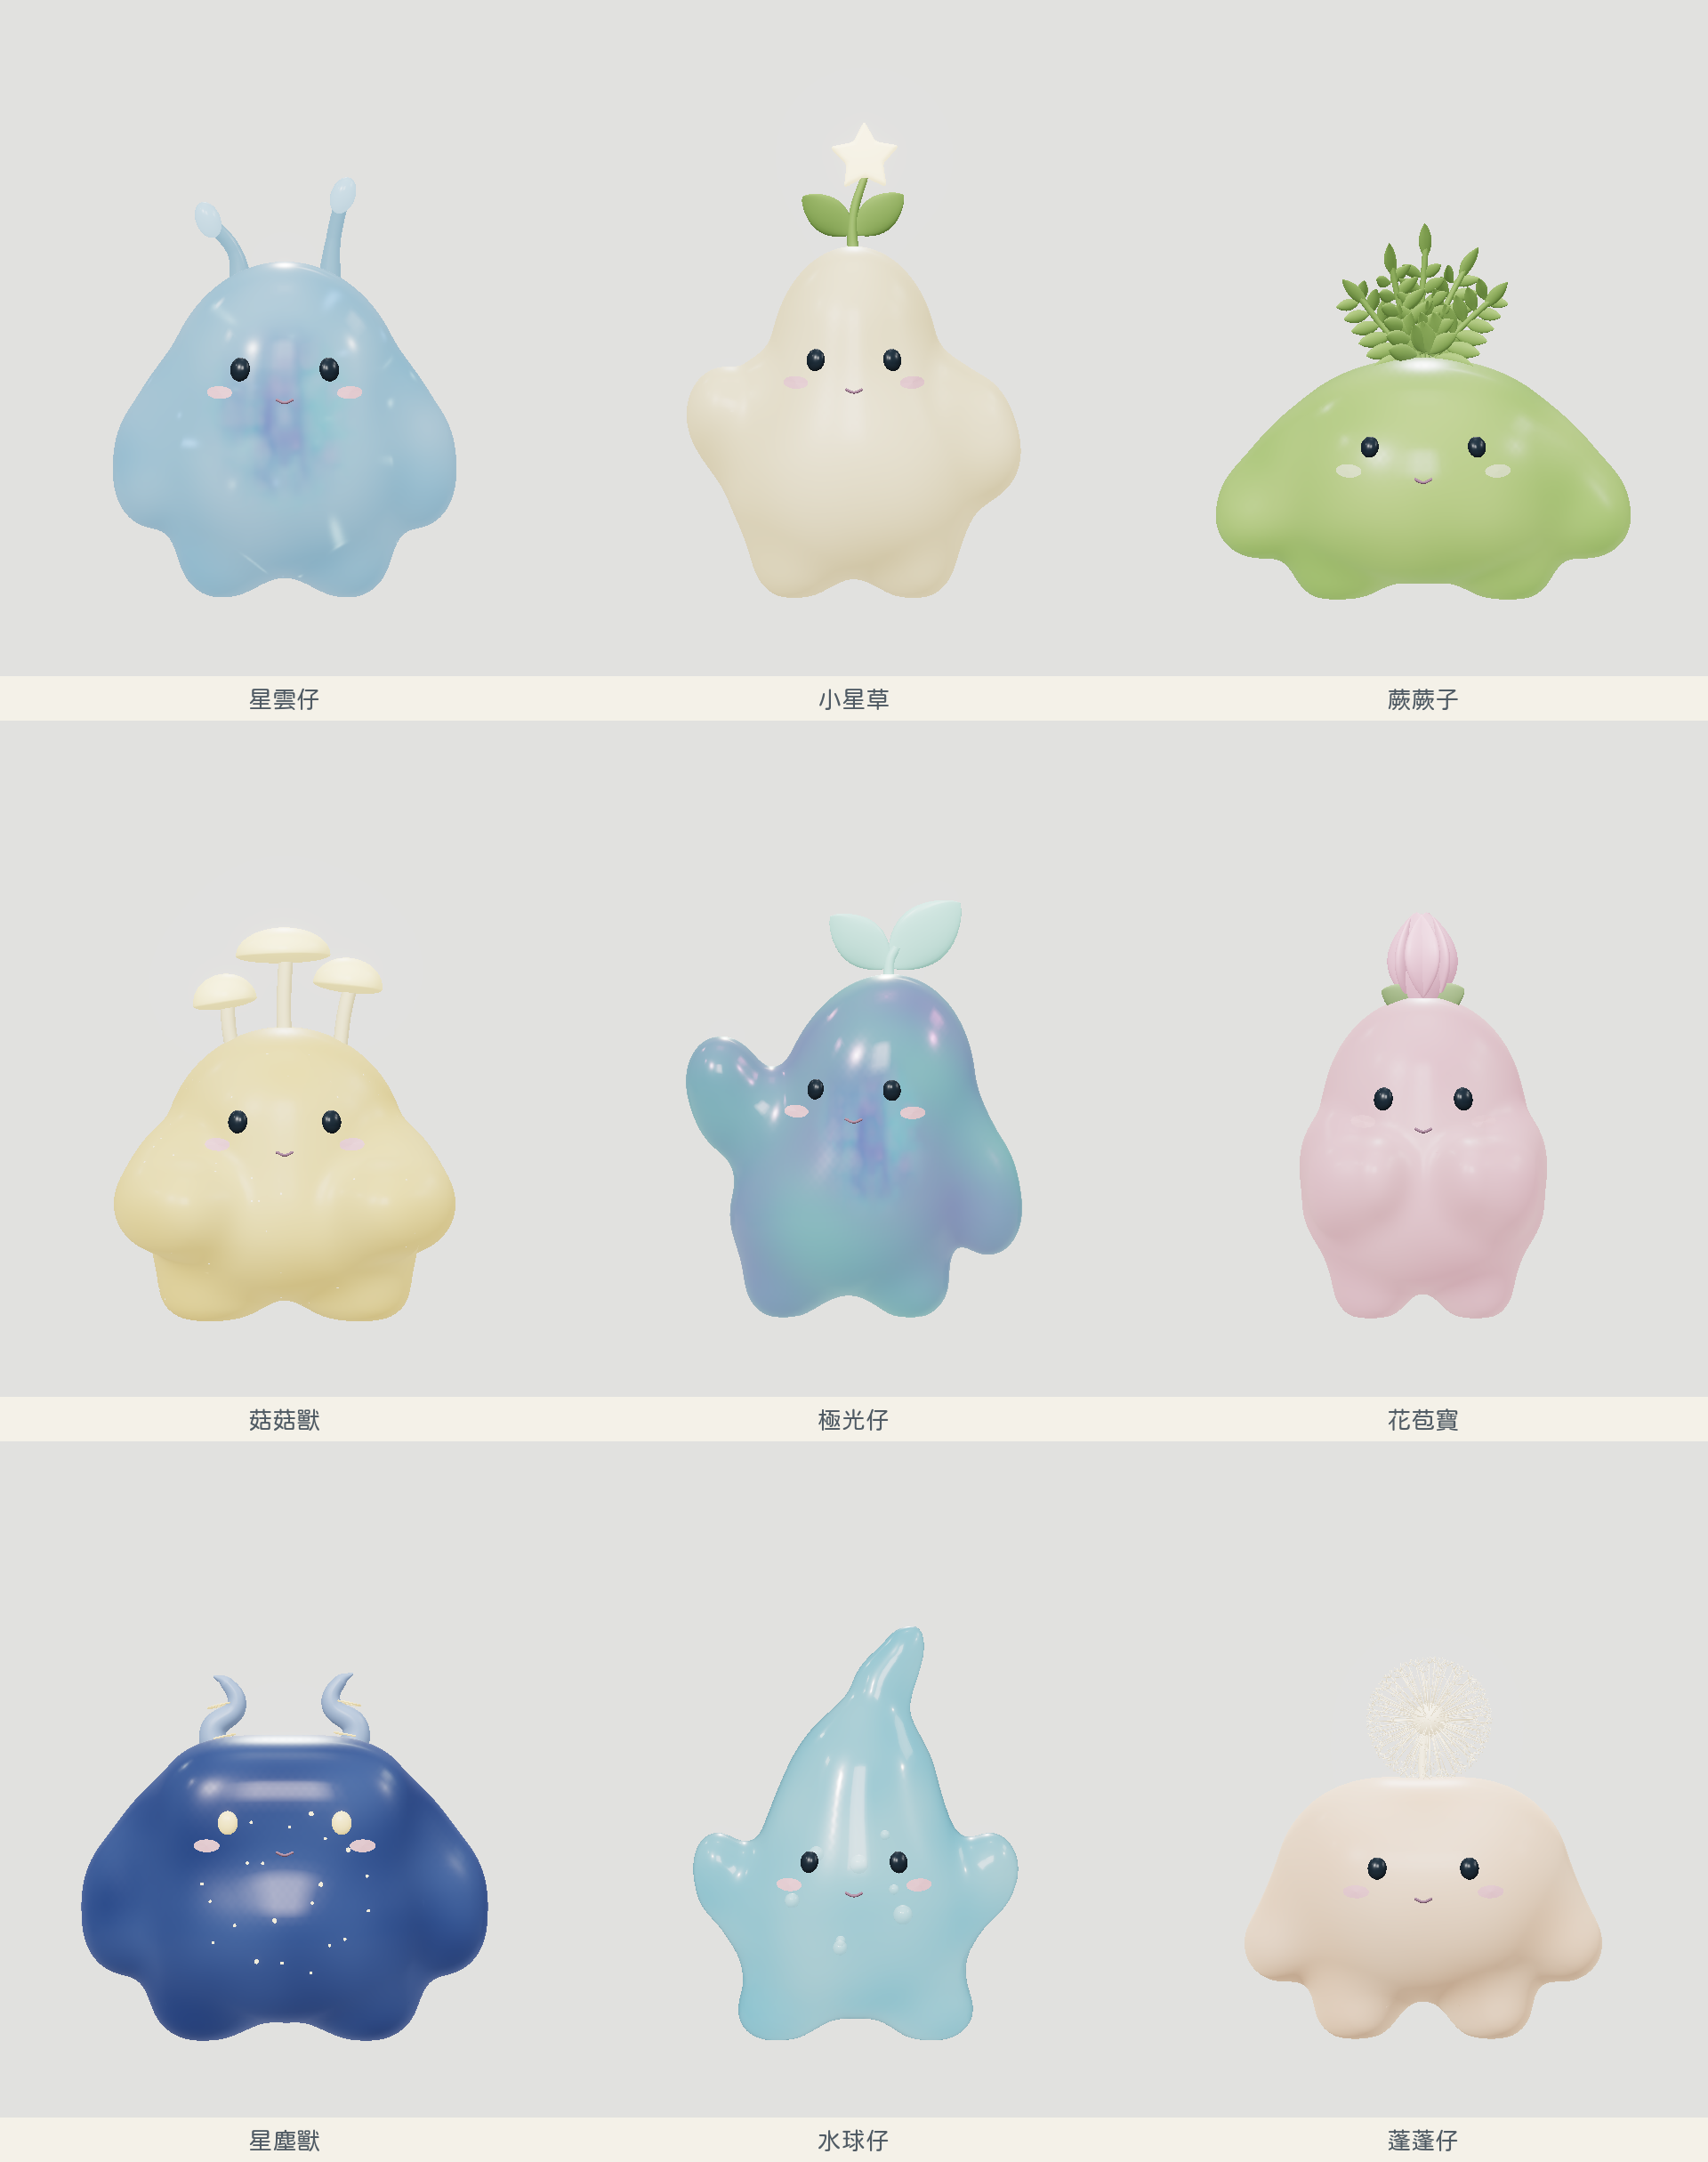 星雲仔
小星草
蕨蕨子
菇菇獸
極光仔
花苞寶
星塵獸
水球仔
蓬蓬仔